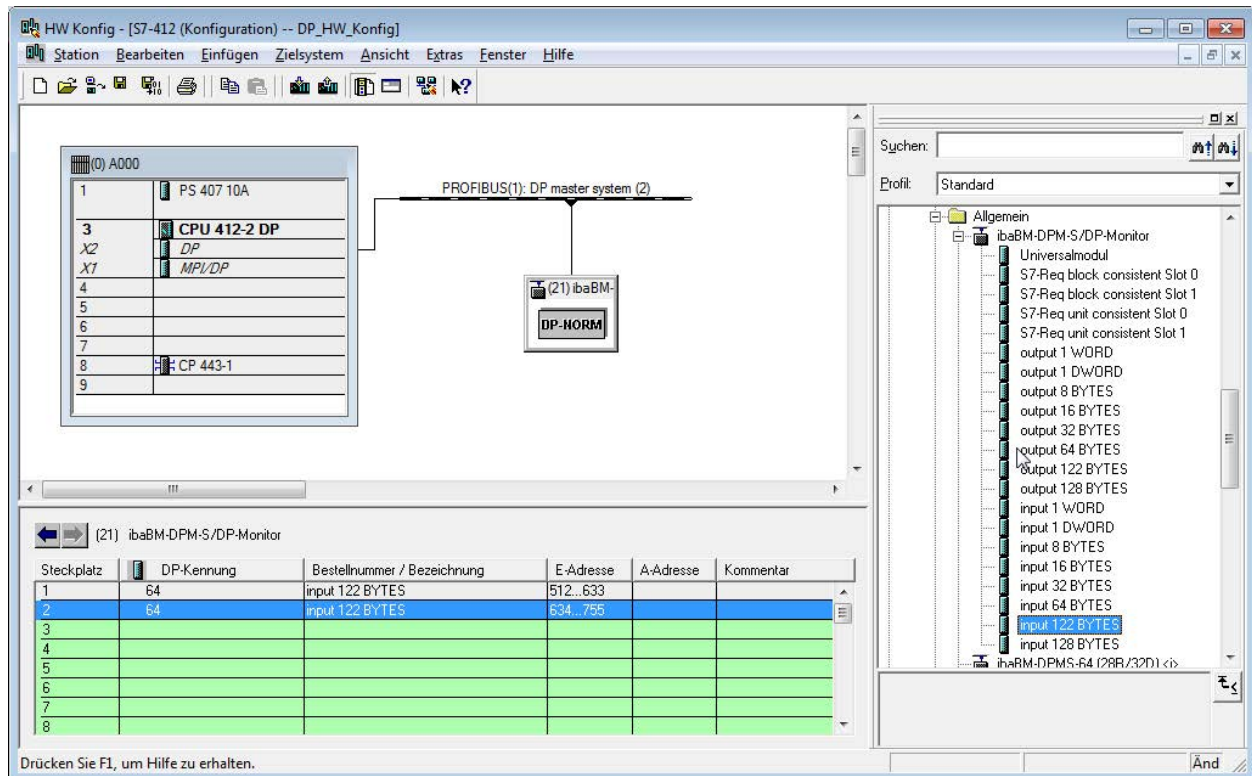 HW Konfig - [S7-412 (Konfiguration) -- DP_HW_Konfig]
Station Bearbeiten Einfügen Zielsystem Ansicht Extras Fenster Hilfe
(0) A000
1 PS 407 10A
3 CPU 412-2 DP
X2 DP
X1 MPI/DP
4
5
6
7
8 CP 443-1
9
PROFIBUS(1): DP master system (2)
(21) ibaBM-
DP-NORM
Suchen:
Profil: Standard
Allgemein
ibaBM-DPM-S/DP-Monitor
Universalmodul
S7-Req block consistent Slot 0
S7-Req block consistent Slot 1
S7-Req unit consistent Slot 0
S7-Req unit consistent Slot 1
output 1 WORD
output 1 DWORD
output 8 BYTES
output 16 BYTES
output 32 BYTES
output 64 BYTES
output 122 BYTES
output 128 BYTES
input 1 WORD
input 1 DWORD
input 8 BYTES
input 16 BYTES
input 32 BYTES
input 64 BYTES
input 122 BYTES
input 128 BYTES
ibaBM-DPMS-64 (28B/32D) <i>
(21) ibaBM-DPM-S/DP-Monitor
Steckplatz DP-Kennung Bestellnummer / Bezeichnung E-Adresse A-Adresse Kommentar
1 64 input 122 BYTES 512...633
2 64 input 122 BYTES 634...755
3
4
5
6
7
8
Drücken Sie F1, um Hilfe zu erhalten.
Änd